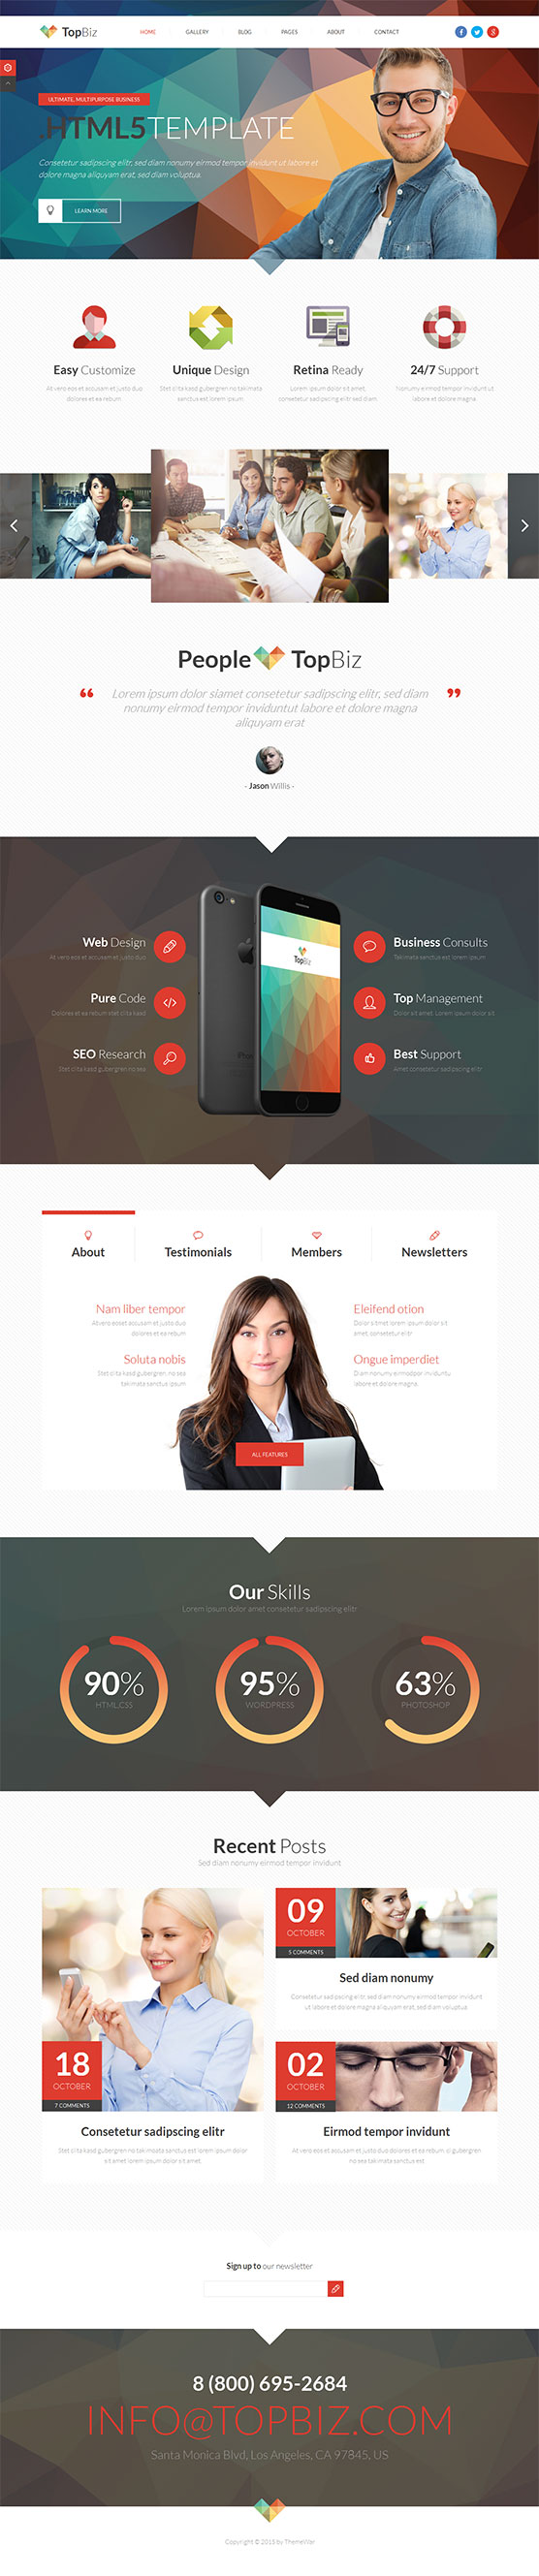 TopBiz
HOME GALLERY BLOG PAGES ABOUT CONTACT
ULTIMATE, MULTIPURPOSE BUSINESS
.HTML5TEMPLATE
Consetetur sadipscing elitr, sed diam nonumy eirmod tempor invidunt ut labore et
dolore magna aliquyam erat, sed diam voluptua.
LEARN MORE
Easy Customize
At vero eos et accusam et justo duo
dolores et ea rebum
Unique Design
Stet clita kasd gubergren no sea takimata
sanctus est lorem ipsum
Retina Ready
Lorem ipsum dolor sit amet,
consetetur sadipscing elitr sed diam
24/7 Support
Nonumy eirmod tempor invidunt ut
labore et dolore magna
People TopBiz
“ Lorem ipsum dolor slamet consetetur sadipscing elitr, sed diam ”
nonumy eirmod tempor inviduntut labore et dolore magna
aliquyam erat
- Jason Willis -
Web Design
At vero eos et accusam et justo duo
Pure Code
Dolores et ea rebum stet clita kasd
SEO Research
Stet clita kasd gubergren no sea
TopBiz
Business Consults
Takimata sanctus est lorem ipsum
Top Management
Dolor sit amet. Lorem ipsum dolor sit
Best Support
Amet consetetur sadipscing elitr
About Testimonials Members Newsletters
Nam liber tempor
At vero eos et accusam et justo duo
dolores et ea rebum
Soluta nobis
Stet clita kasd gubergren, no sea
takimata sanctus ipsum
Eleifend otion
Dolor sit amet lorem ipsum dolor sit
amet, consetetur elitr
Ongue imperdiet
Diam nonumy eirmod por invidunt u
labore et dolore magna
ALL FEATURES
Our Skills
Lorem ipsum dolor amet consetetur sadipscing elitr
90%
HTML,CSS
95%
WORDPRESS
63%
PHOTOSHOP
Recent Posts
Sed diam nonumy eirmod tempor invidunt
18
OCTOBER
7 COMMENTS
Consetetur sadipscing elitr
Stet clita kasd gubergren no takimata sanctus est lorem ipsum dolor
sit amet lorem ipsum dolor sit amet
09
OCTOBER
5 COMMENTS
Sed diam nonumy
Consetetur sadipscing elitr, sed diam nonumy eirmod tempor invidunt
ut labore et dolore magna aliquyam erat, sed diam voluptua
02
OCTOBER
12 COMMENTS
Eirmod tempor invidunt
At vero eos et accusam et justo duo dolores et ea rebum si gubergren
no sea takimata sanctus est
Sign up to our newsletter
8 (800) 695-2684
INFO@TOPBIZ.COM
Santa Monica Blvd, Los Angeles, CA 97845, US
Copyright © 2015 by ThemeVillar